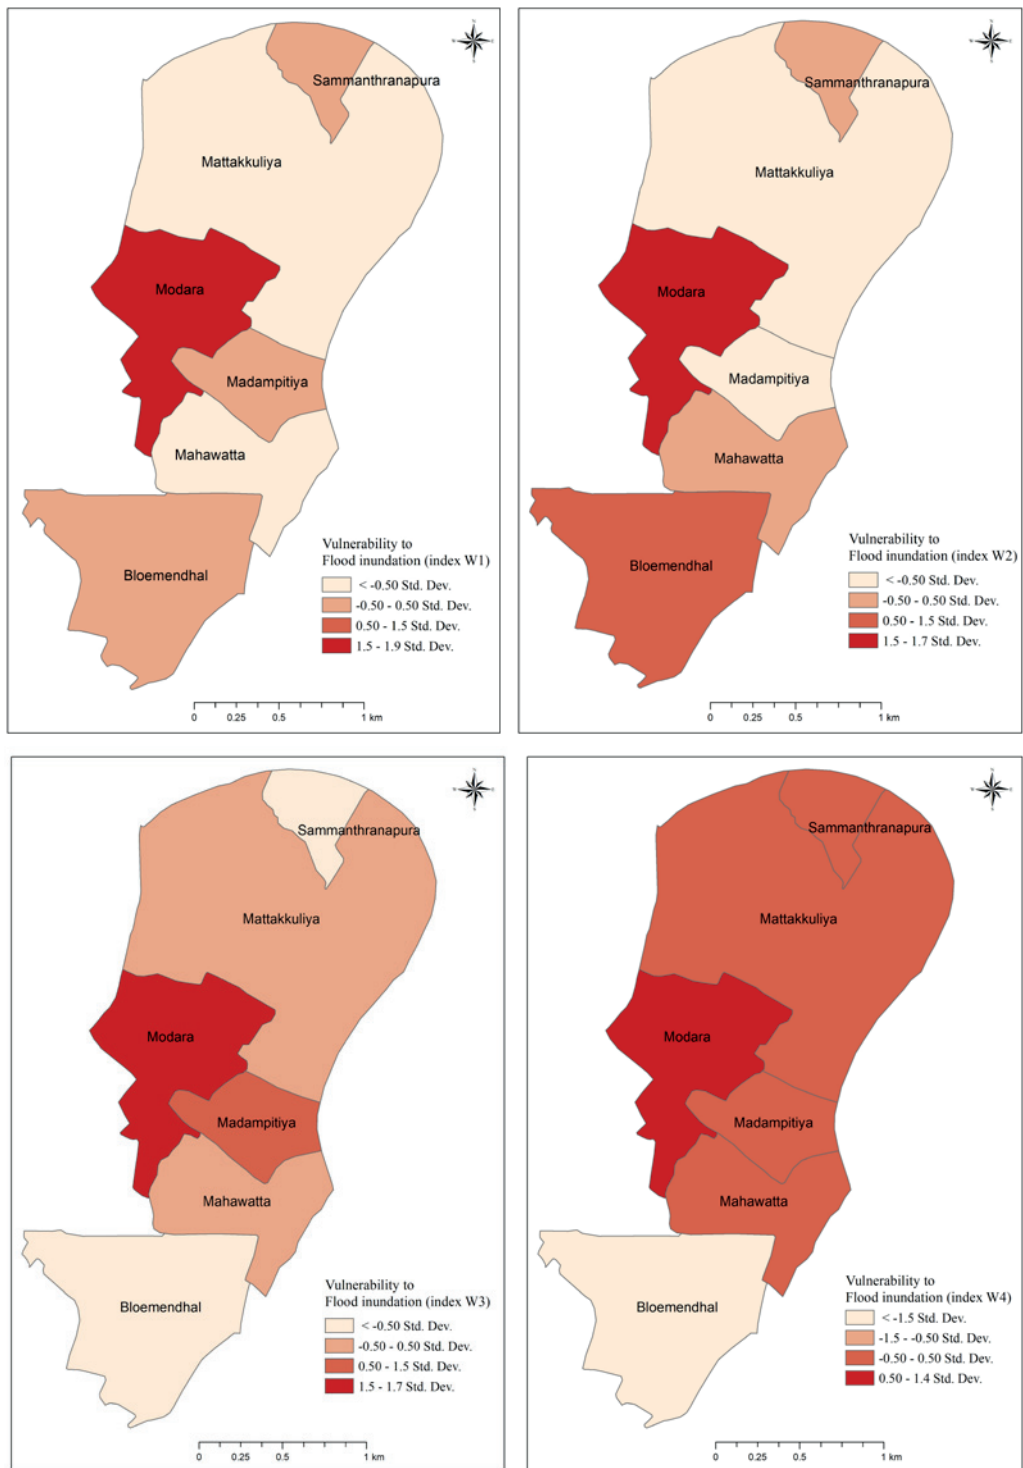 Sammanthranapura
Mattakkuliya
Modara
Madampitiya
Mahawatta
Bloemendhal
Vulnerability to
Flood inundation (index W1)
< -0.50 Std. Dev.
-0.50 - 0.50 Std. Dev.
0.50 - 1.5 Std. Dev.
1.5 - 1.9 Std. Dev.
0 0.25 0.5 1 km
Sammanthranapura
Mattakkuliya
Modara
Madampitiya
Mahawatta
Bloemendhal
Vulnerability to
Flood inundation (index W2)
< -0.50 Std. Dev.
-0.50 - 0.50 Std. Dev.
0.50 - 1.5 Std. Dev.
1.5 - 1.7 Std. Dev.
0 0.25 0.5 1 km
Sammanthranapura
Mattakkuliya
Modara
Madampitiya
Mahawatta
Bloemendhal
Vulnerability to
Flood inundation (index W3)
< -0.50 Std. Dev.
-0.50 - 0.50 Std. Dev.
0.50 - 1.5 Std. Dev.
1.5 - 1.7 Std. Dev.
0 0.25 0.5 1 km
Sammanthranapura
Mattakkuliya
Modara
Madampitiya
Mahawatta
Bloemendhal
Vulnerability to
Flood inundation (index W4)
< -1.5 Std. Dev.
-1.5 - -0.50 Std. Dev.
-0.50 - 0.50 Std. Dev.
0.50 - 1.4 Std. Dev.
0 0.25 0.5 1 km